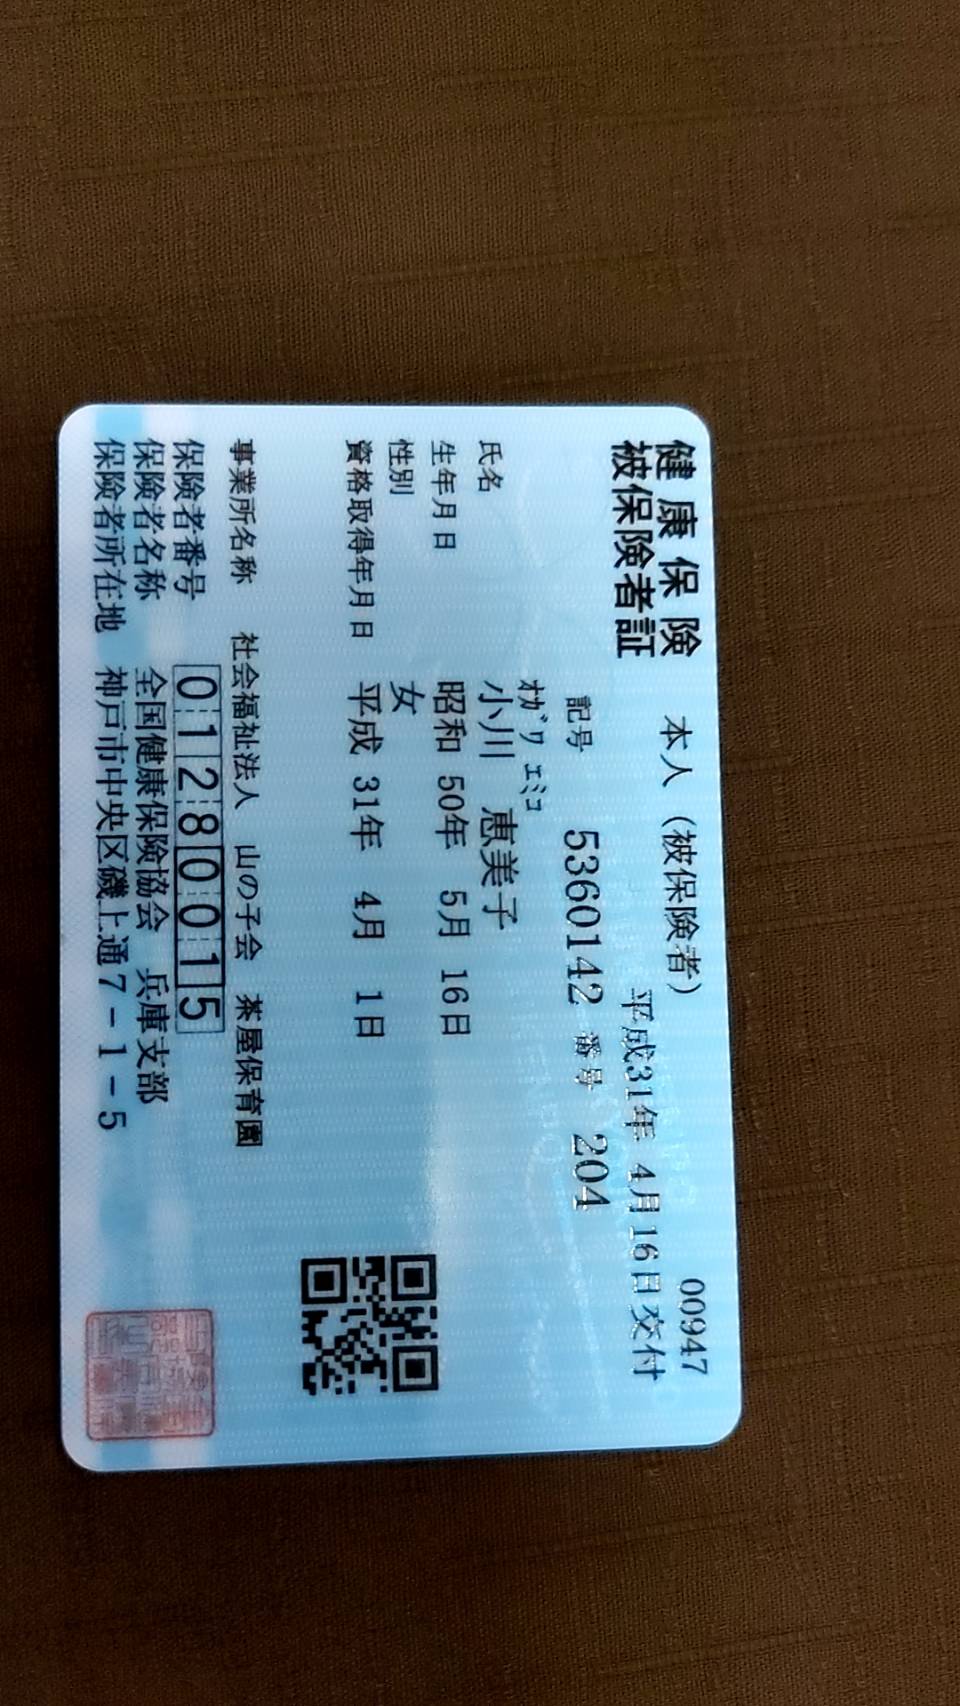 健康保険 本人（被保険者） 00947
被保険者証 平成31年 4月16日交付
記号 5360142 番号 204
ｵｶﾞﾜ ｴﾐｺ
氏名 小川 恵美子
生年月日 昭和 50年 5月 16日
性別 女
資格取得年月日 平成 31年 4月 1日
事業所名称 社会福祉法人 山の子会 茶屋保育園
保険者番号 01280015
保険者名称 全国健康保険協会 兵庫支部
保険者所在地 神戸市中央区磯上通7-1-5